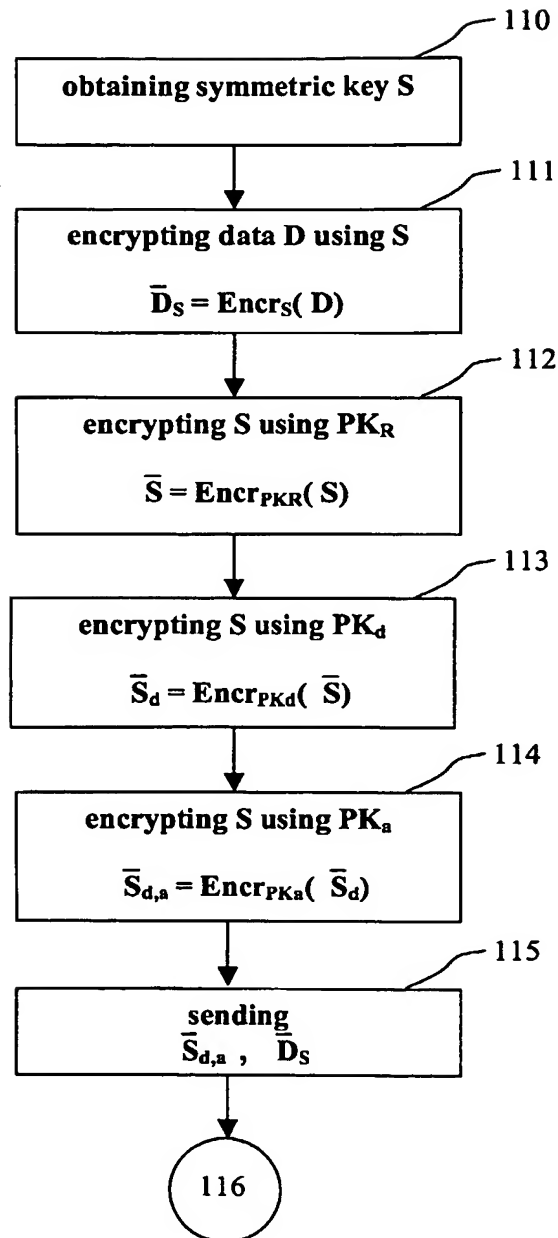 110
obtaining symmetric key S
111
encrypting data D using S
D̄S = EncrS( D)
112
encrypting S using PKR
S̄ = EncrPKR( S)
113
encrypting S using PKd
S̄d = EncrPKd( S̄)
114
encrypting S using PKa
S̄d,a = EncrPKa( S̄d)
115
sending
S̄d,a , D̄S
116